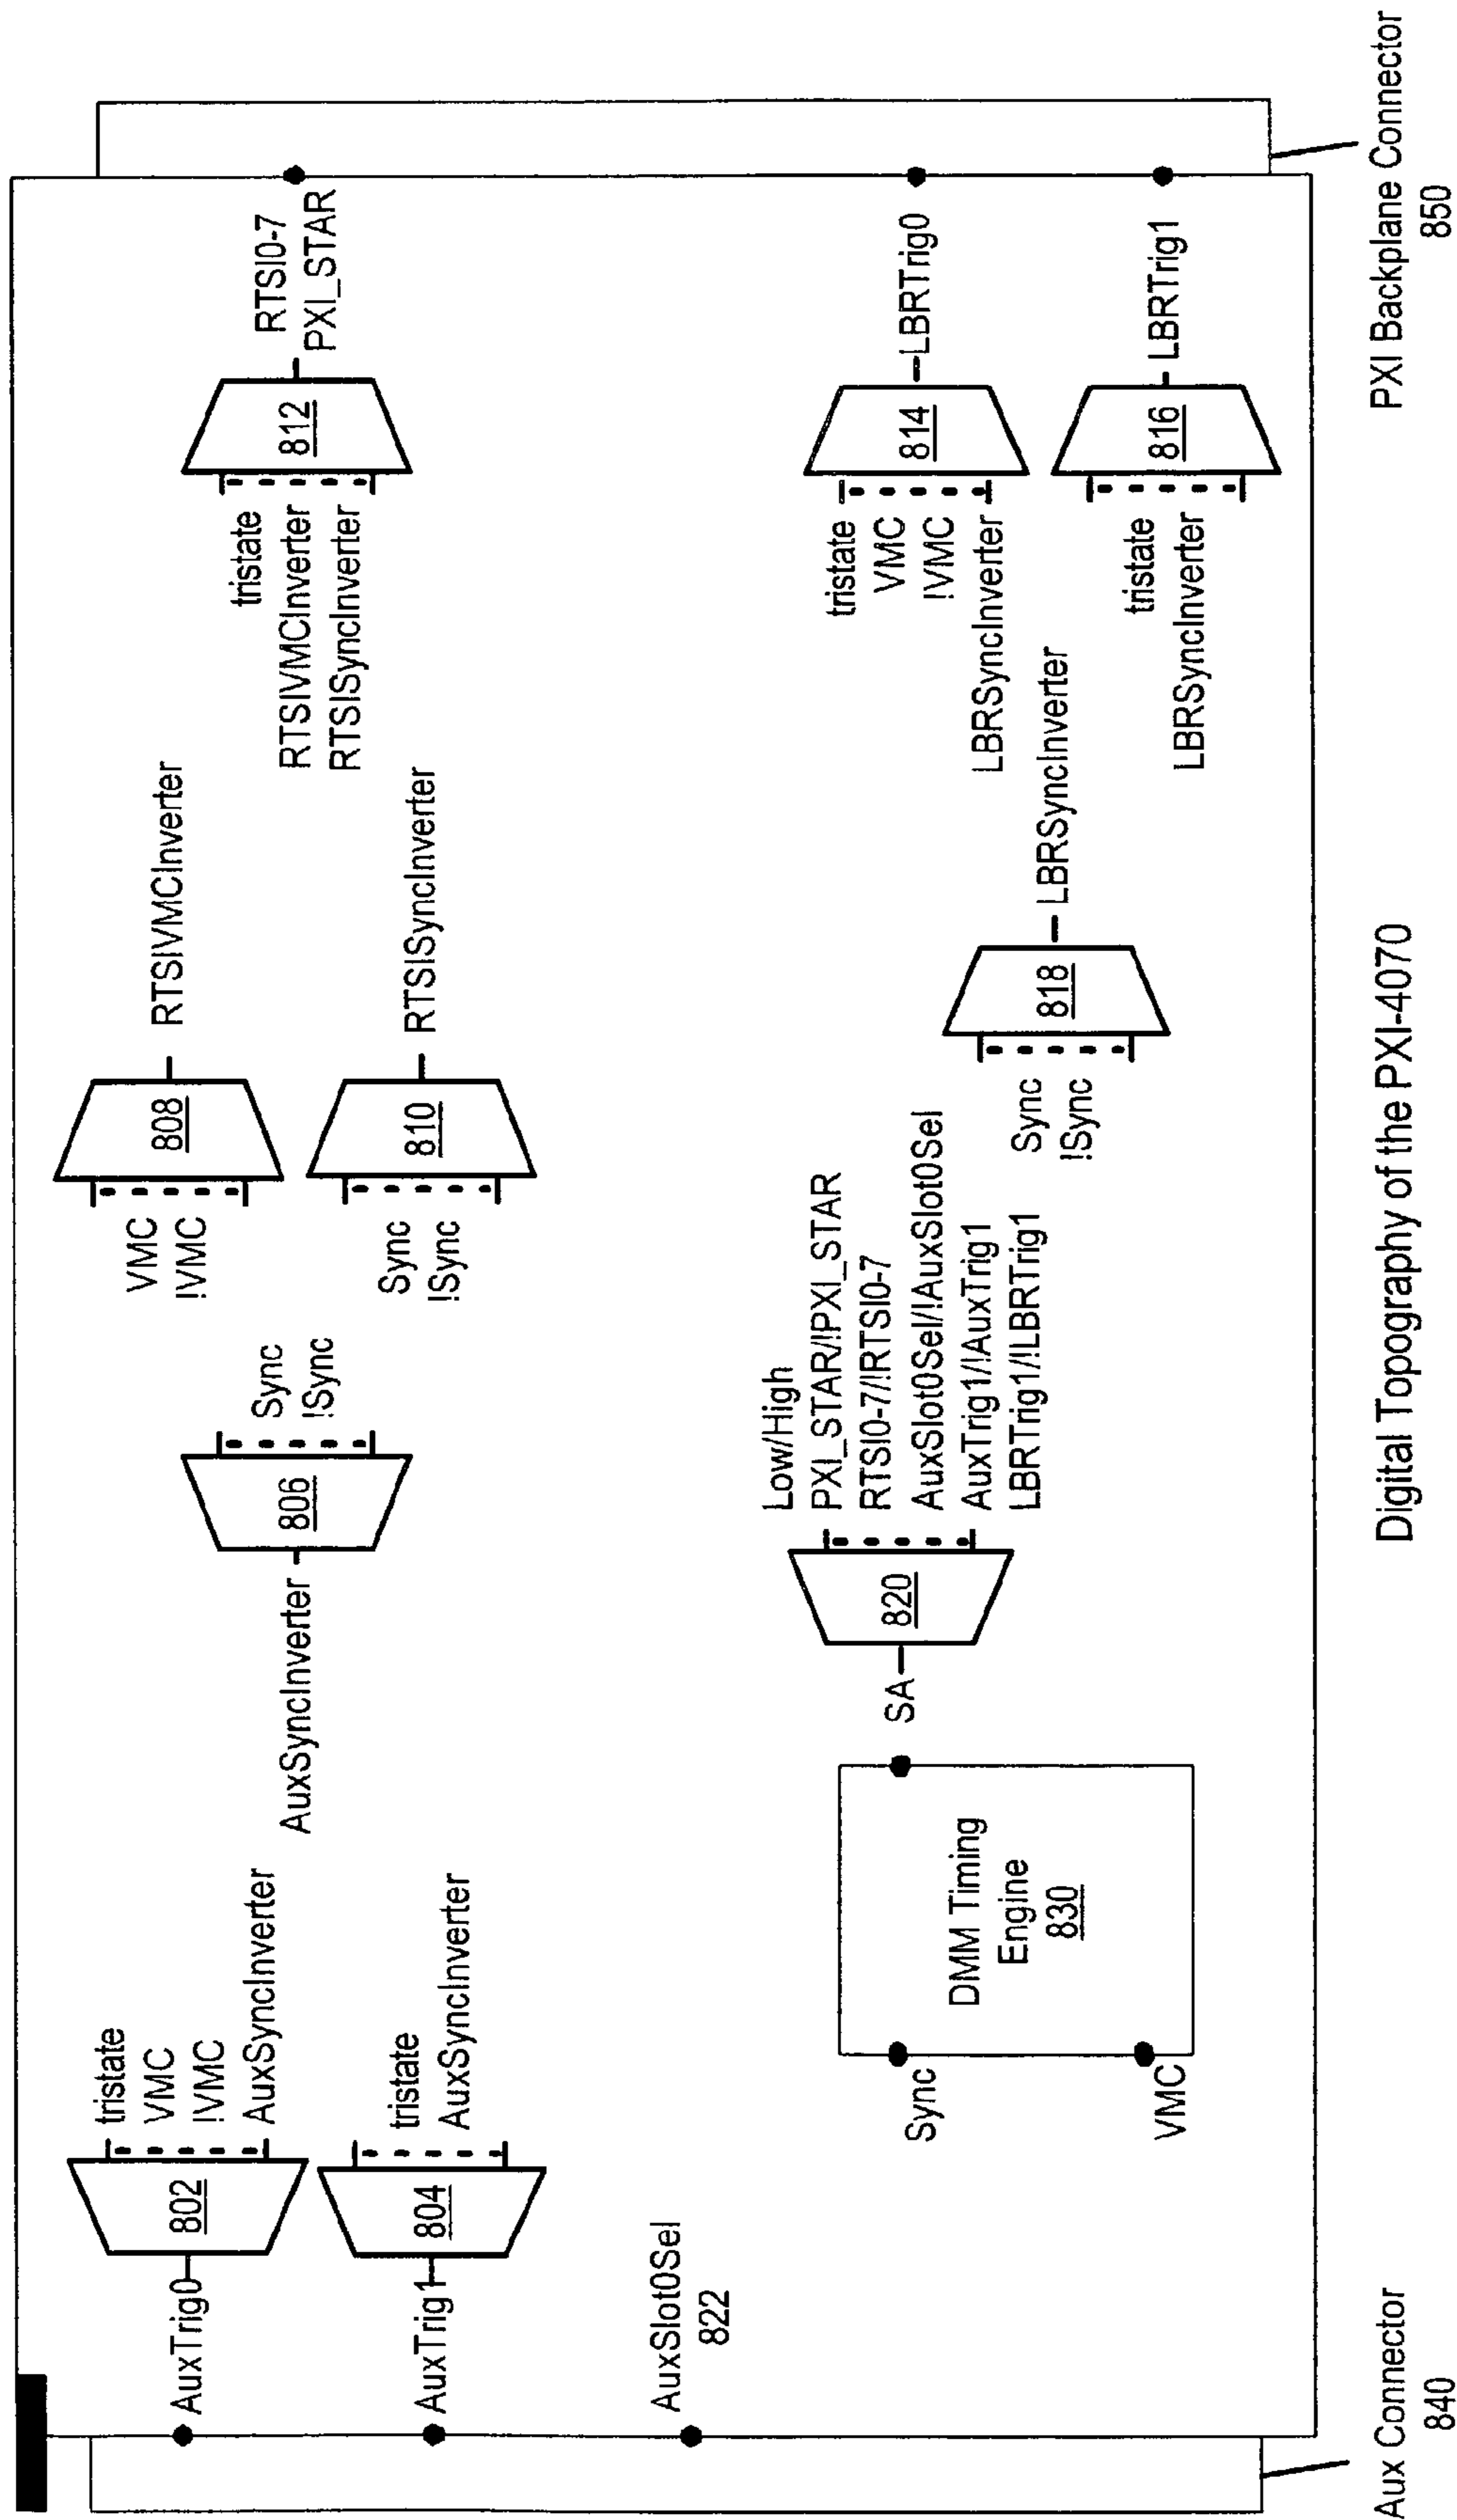 AuxTrig0
802
tristate
VMC
!VMC
AuxSyncInverter
AuxTrig1
804
tristate
AuxSyncInverter
AuxSlot0Sel
822
AuxSyncInverter
806
Sync
!Sync
VMC
!VMC
808
RTSIVMCInverter
Sync
!Sync
810
RTSISyncInverter
tristate
RTSIVMCInverter
RTSISyncInverter
812
RTSI0-7
PXI_STAR
Sync
VMC
DMM Timing
Engine
830
SA
820
Low/High
PXI_STAR/!PXI_STAR
RTSI0-7/!RTSI0-7
AuxSlot0Sel/!AuxSlot0Sel
AuxTrig1/!AuxTrig1
LBRTrig1/!LBRTrig1
Sync
!Sync
818
LBRSyncInverter
tristate
VMC
!VMC
LBRSyncInverter
814
LBRTrig0
tristate
LBRSyncInverter
816
LBRTrig1
Aux Connector
840
Digital Topography of the PXI-4070
PXI Backplane Connector
850